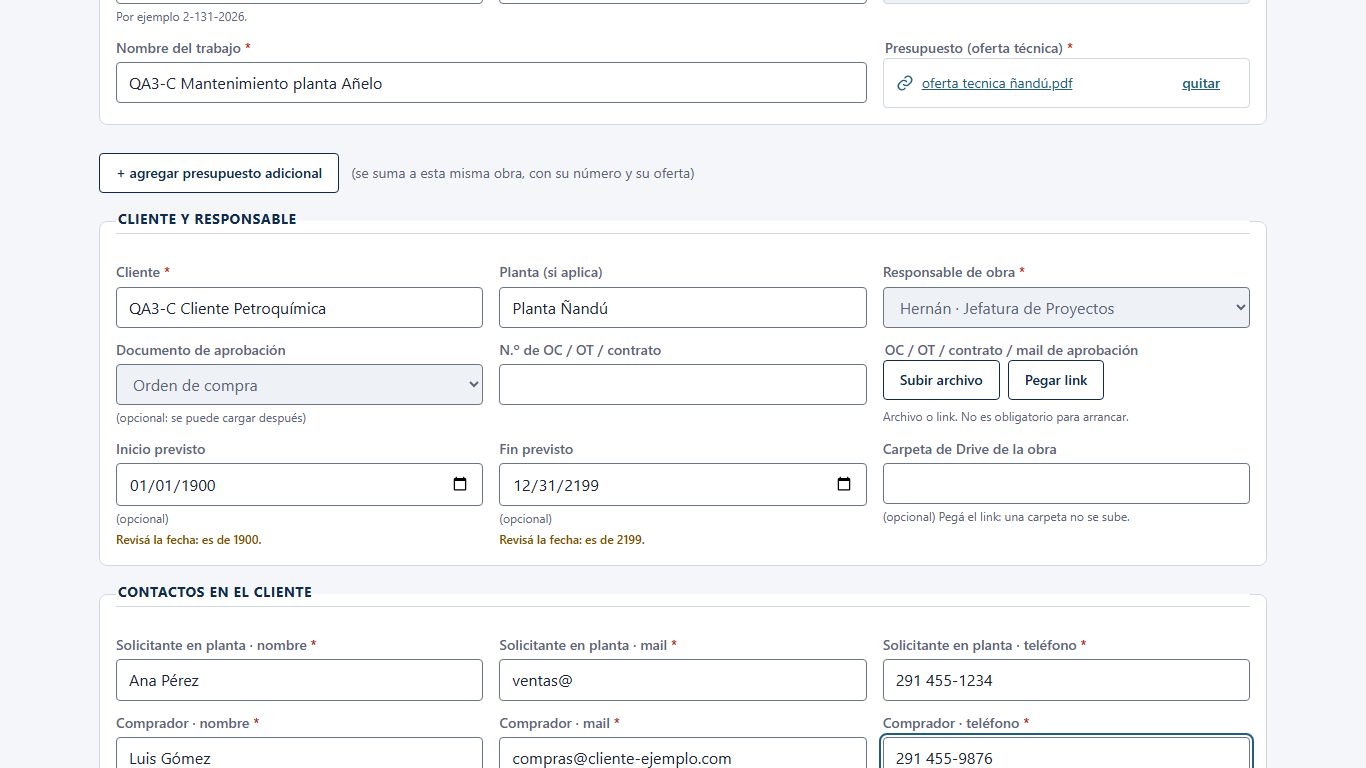 Por ejemplo 2-131-2026.
Nombre del trabajo * Presupuesto (oferta técnica) *
QA3-C Mantenimiento planta Añelo oferta tecnica ñandú.pdf quitar
+ agregar presupuesto adicional (se suma a esta misma obra, con su número y su oferta)
CLIENTE Y RESPONSABLE
Cliente * Planta (si aplica) Responsable de obra *
QA3-C Cliente Petroquímica Planta Ñandú Hernán · Jefatura de Proyectos
Documento de aprobación N.º de OC / OT / contrato OC / OT / contrato / mail de aprobación
Orden de compra Subir archivo Pegar link
(opcional: se puede cargar después) Archivo o link. No es obligatorio para arrancar.
Inicio previsto Fin previsto Carpeta de Drive de la obra
01/01/1900 12/31/2199
(opcional) (opcional) (opcional) Pegá el link: una carpeta no se sube.
Revisá la fecha: es de 1900. Revisá la fecha: es de 2199.
CONTACTOS EN EL CLIENTE
Solicitante en planta · nombre * Solicitante en planta · mail * Solicitante en planta · teléfono *
Ana Pérez ventas@ 291 455-1234
Comprador · nombre * Comprador · mail * Comprador · teléfono *
Luis Gómez compras@cliente-ejemplo.com 291 455-9876